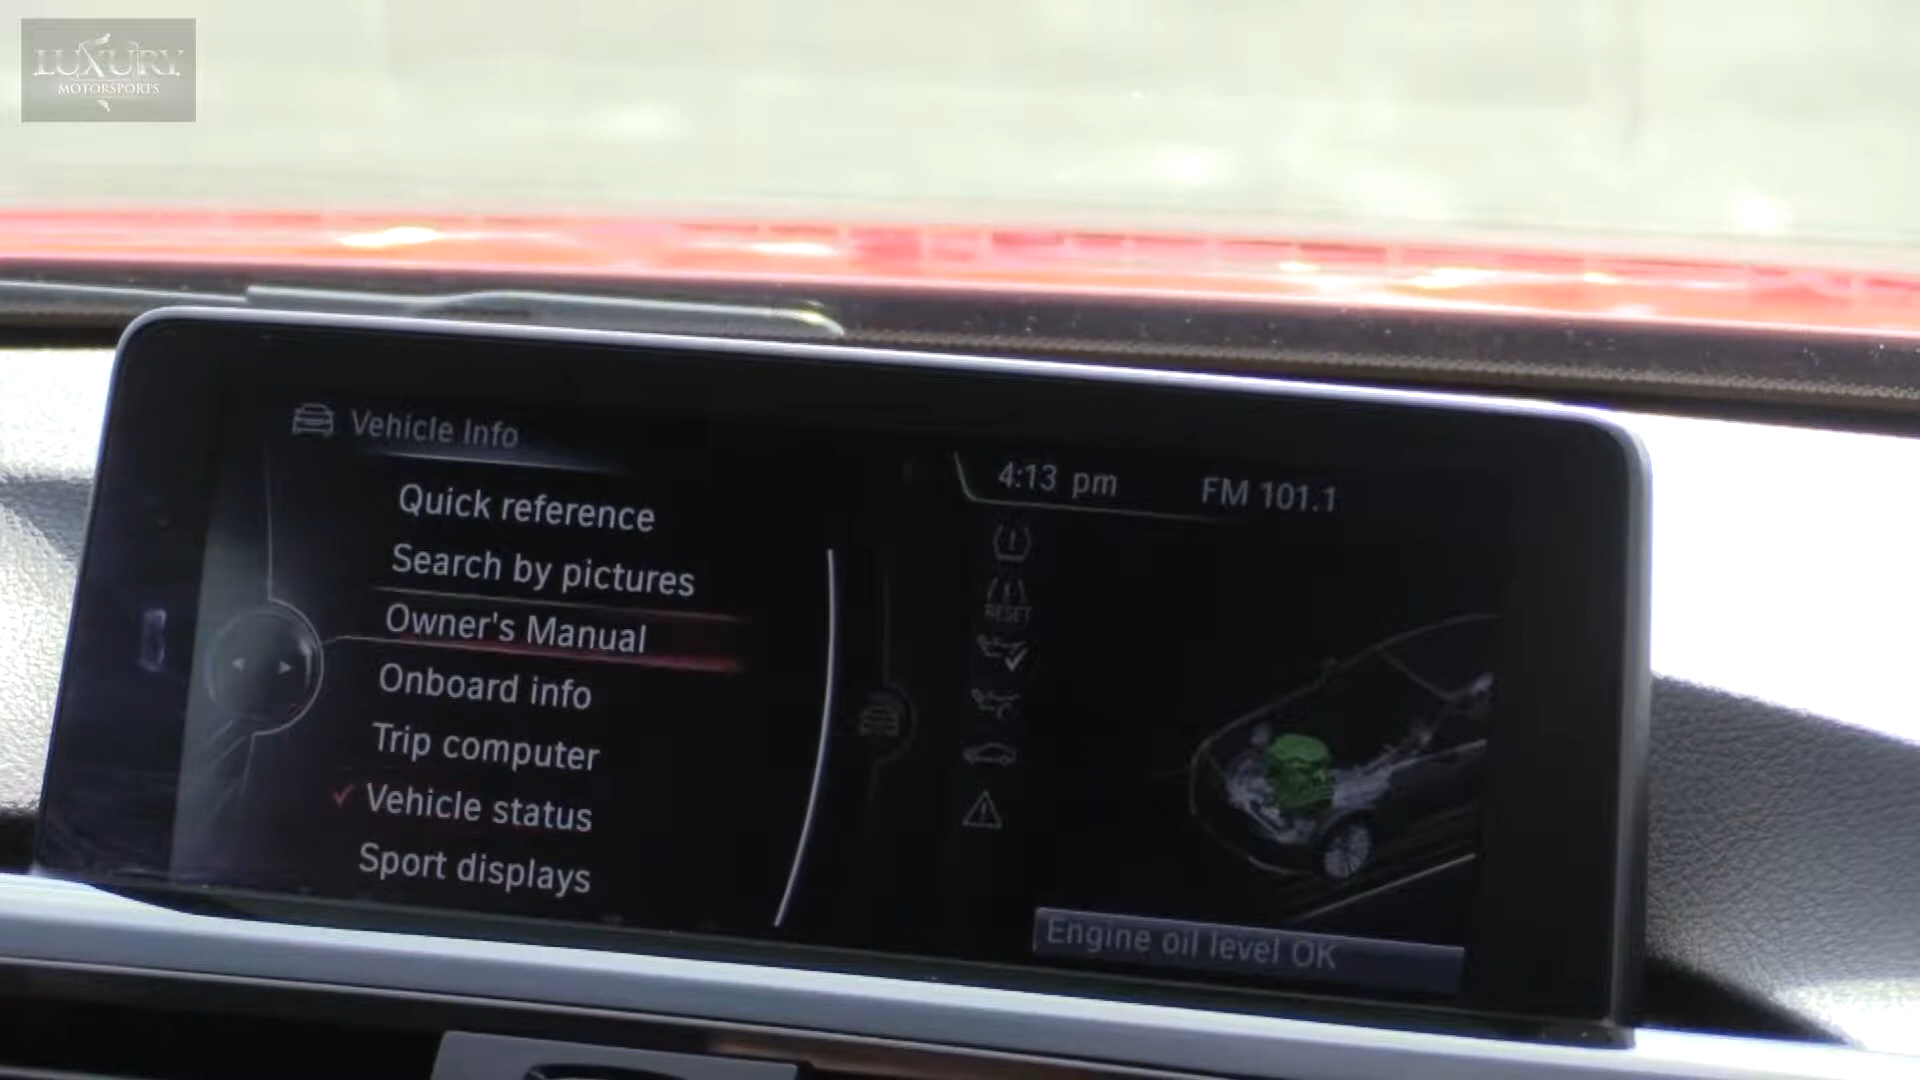 LUXURY
MOTORSPORTS
Vehicle Info
4:13 pm FM 101.1
Quick reference
Search by pictures
Owner's Manual
Onboard info
Trip computer
Vehicle status
Sport displays
RESET
Engine oil level OK